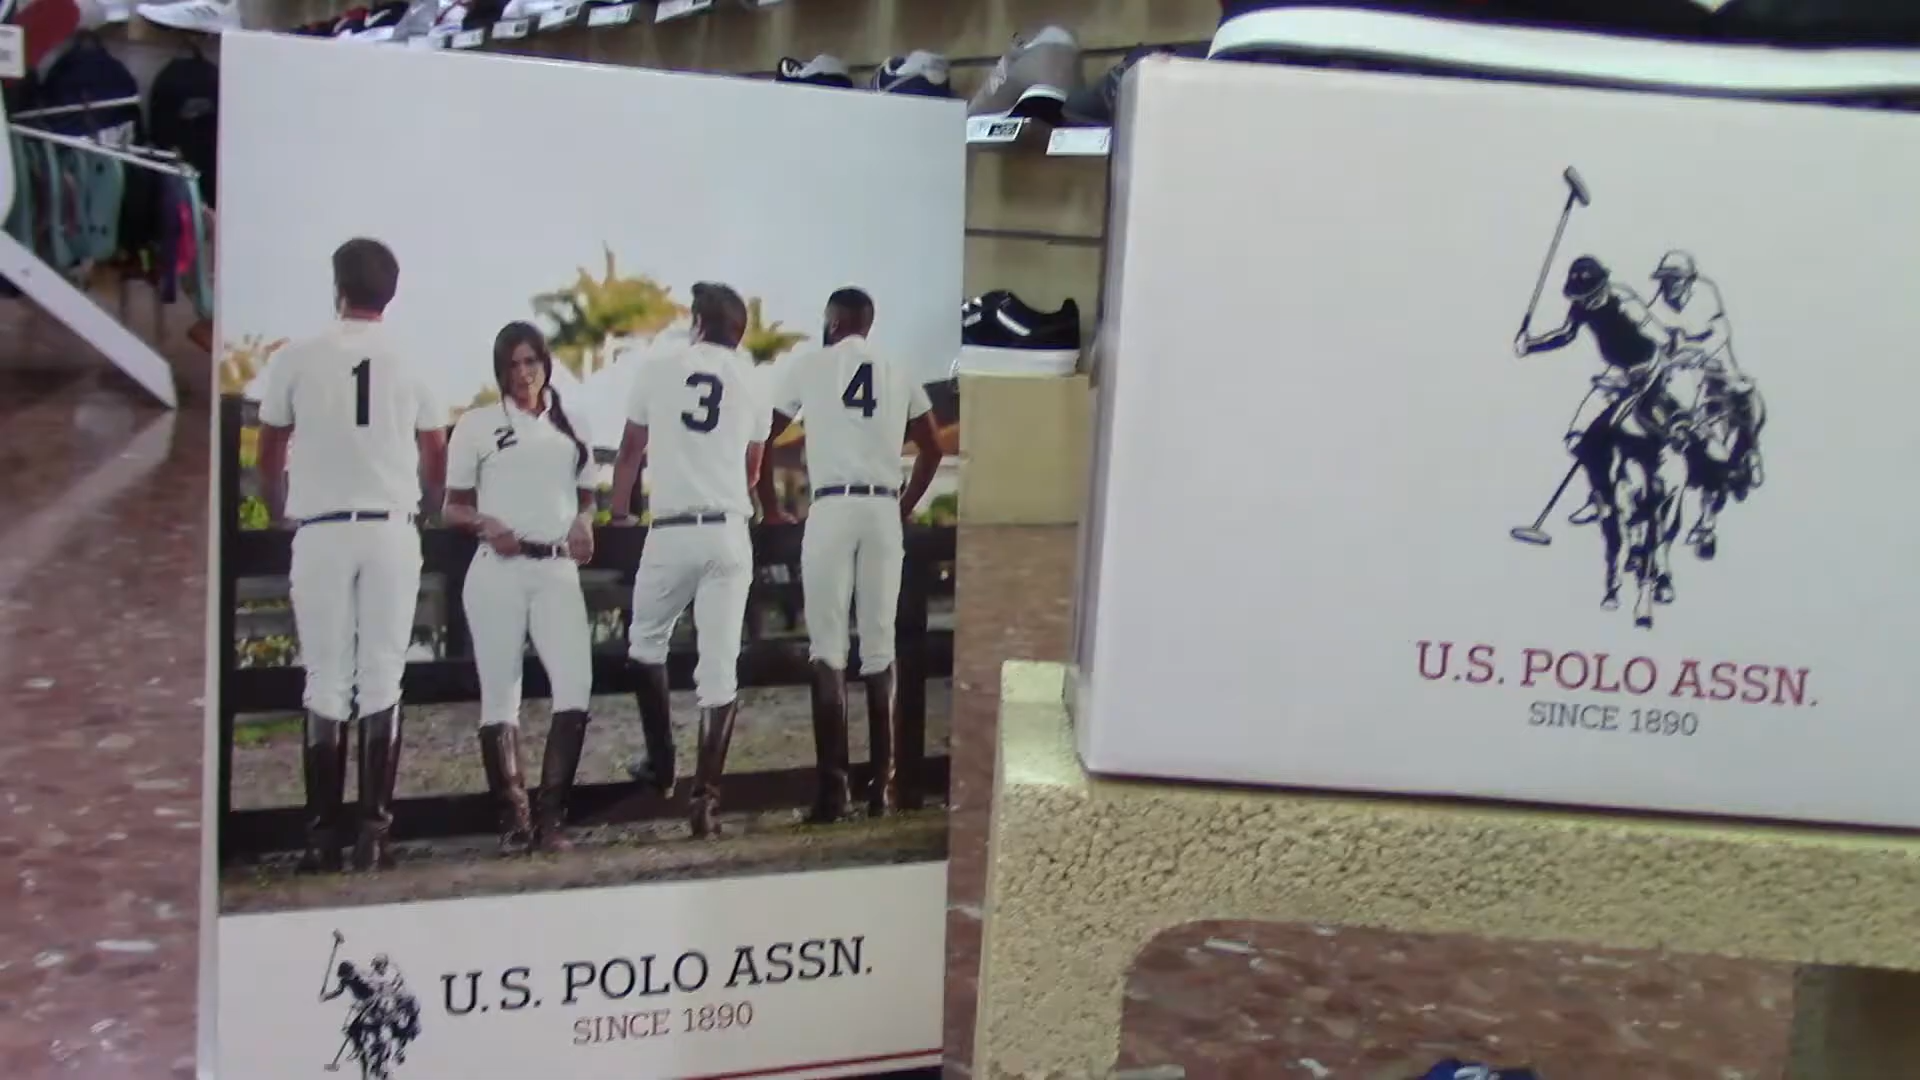 1
2
3
4
U.S. POLO ASSN.
SINCE 1890
U.S. POLO ASSN.
SINCE 1890